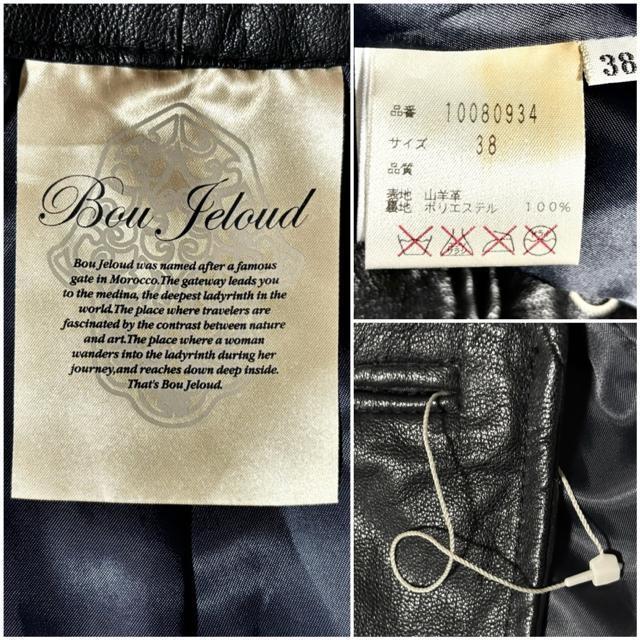 Bou Jeloud
Bou Jeloud was named after a famous
gate in Morocco.The gateway leads you
to the medina, the deepest ladyrinth in the
world.The place where travelers are
fascinated by the contrast between nature
and art.The place where a woman
wanders into the ladyrinth during her
journey,and reaches down deep inside.
That's Bou Jeloud.
38
品番 10080934
サイズ 38
品質
表地 山羊革
裏地 ポリエステル 100%